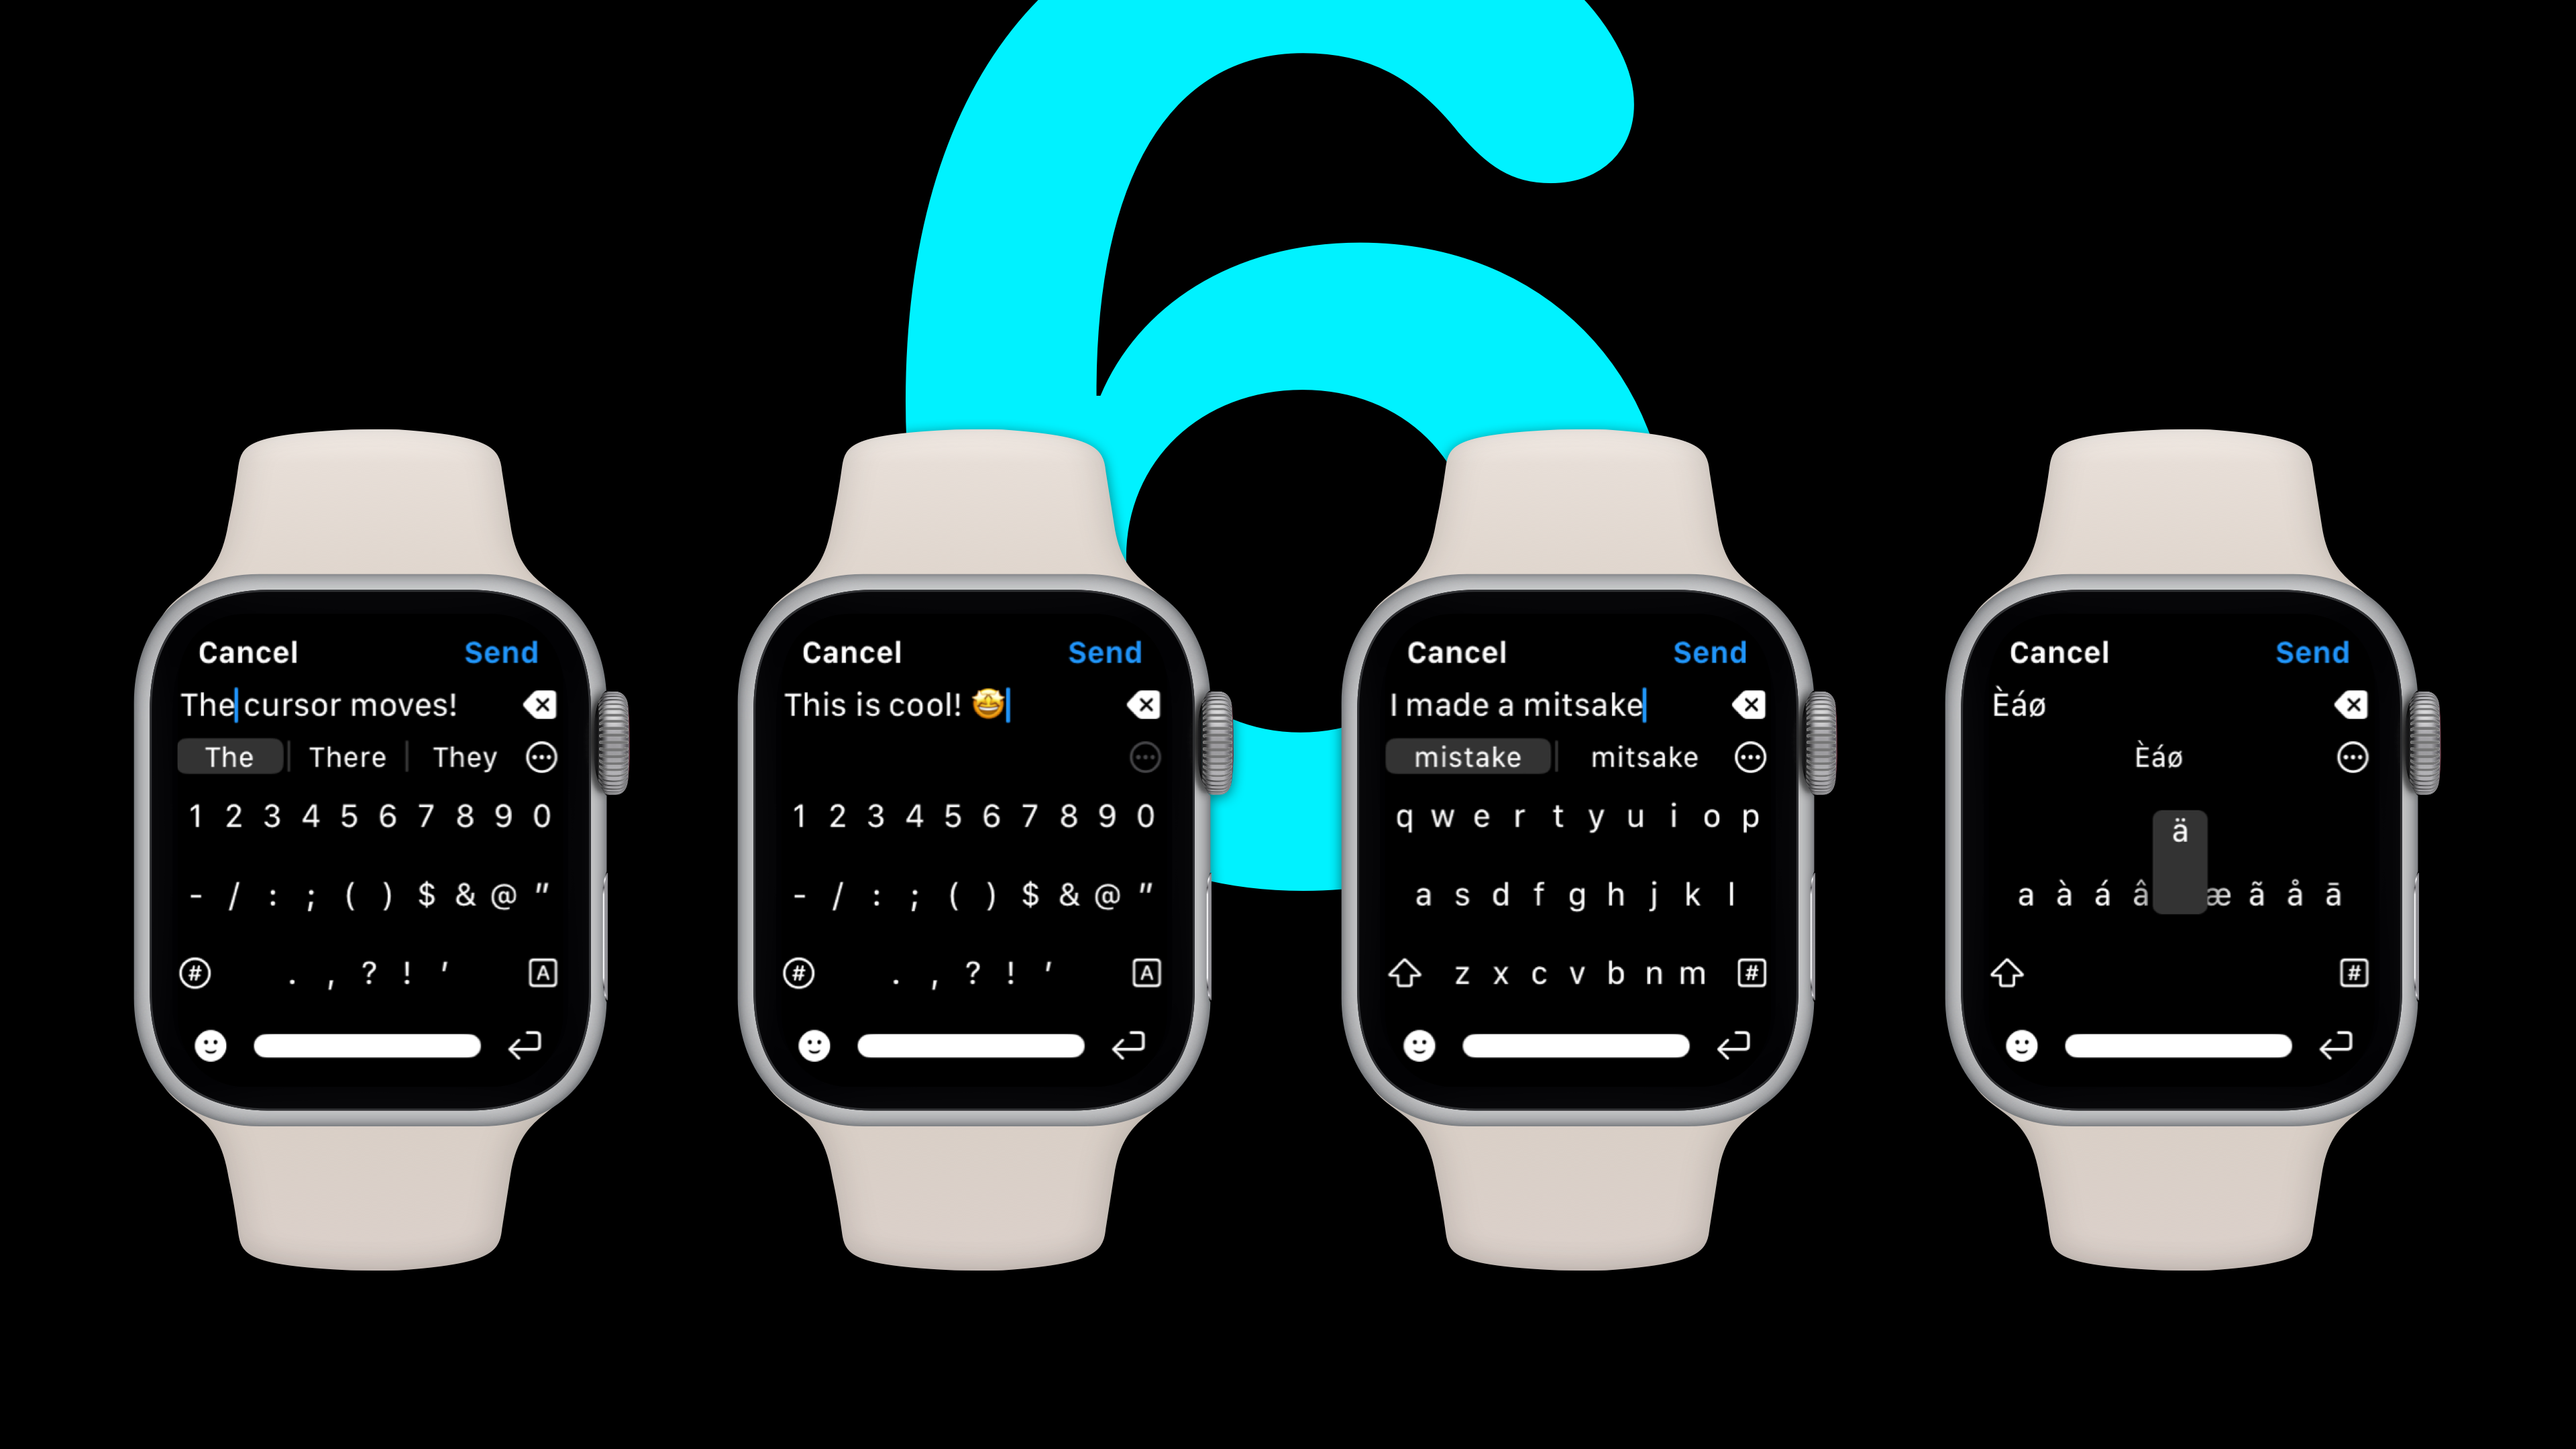 6
Cancel Send
The cursor moves!
The There They
1 2 3 4 5 6 7 8 9 0
- / : ; ( ) $ & @ "
# . , ? ! ' A
Cancel Send
This is cool! 🤩
1 2 3 4 5 6 7 8 9 0
- / : ; ( ) $ & @ "
# . , ? ! ' A
Cancel Send
I made a mitsake
mistake mitsake
q w e r t y u i o p
a s d f g h j k l
z x c v b n m #
Cancel Send
Èáø
Èáø
ä
a à á â æ ã å ā
#